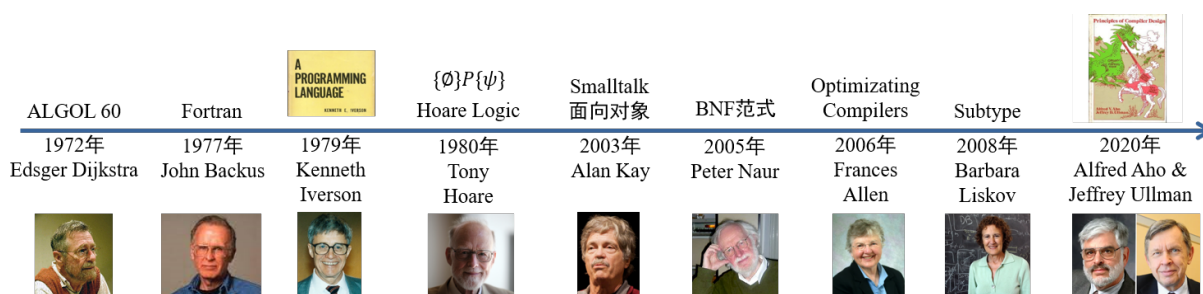 ALGOL 60
1972年
Edsger Dijkstra
Fortran
1977年
John Backus
A
PROGRAMMING
LANGUAGE
KENNETH E. IVERSON
1979年
Kenneth
Iverson
{∅}P{ψ}
Hoare Logic
1980年
Tony
Hoare
Smalltalk
面向对象
2003年
Alan Kay
BNF范式
2005年
Peter Naur
Optimizating
Compilers
2006年
Frances
Allen
Subtype
2008年
Barbara
Liskov
Principles of Compiler Design
2020年
Alfred Aho &
Jeffrey Ullman